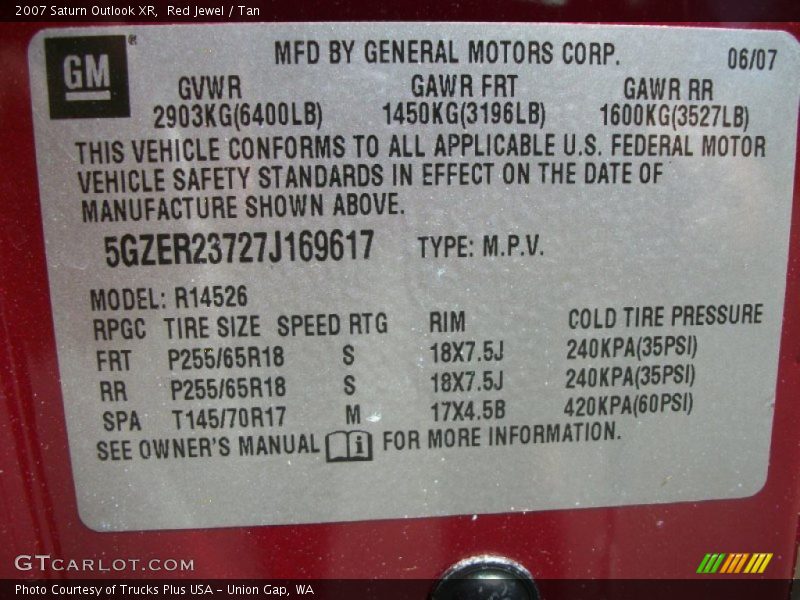 2007 Saturn Outlook XR, Red Jewel / Tan
GM®
MFD BY GENERAL MOTORS CORP.
06/07
GVWR GAWR FRT GAWR RR
2903KG(6400LB) 1450KG(3196LB) 1600KG(3527LB)
THIS VEHICLE CONFORMS TO ALL APPLICABLE U.S. FEDERAL MOTOR
VEHICLE SAFETY STANDARDS IN EFFECT ON THE DATE OF
MANUFACTURE SHOWN ABOVE.
5GZER23727J169617 TYPE: M.P.V.
MODEL: R14526
RPGC TIRE SIZE SPEED RTG RIM COLD TIRE PRESSURE
FRT P255/65R18 S 18X7.5J 240KPA(35PSI)
RR P255/65R18 S 18X7.5J 240KPA(35PSI)
SPA T145/70R17 M 17X4.5B 420KPA(60PSI)
SEE OWNER'S MANUAL i FOR MORE INFORMATION.
GTCARLOT.COM
Photo Courtesy of Trucks Plus USA - Union Gap, WA